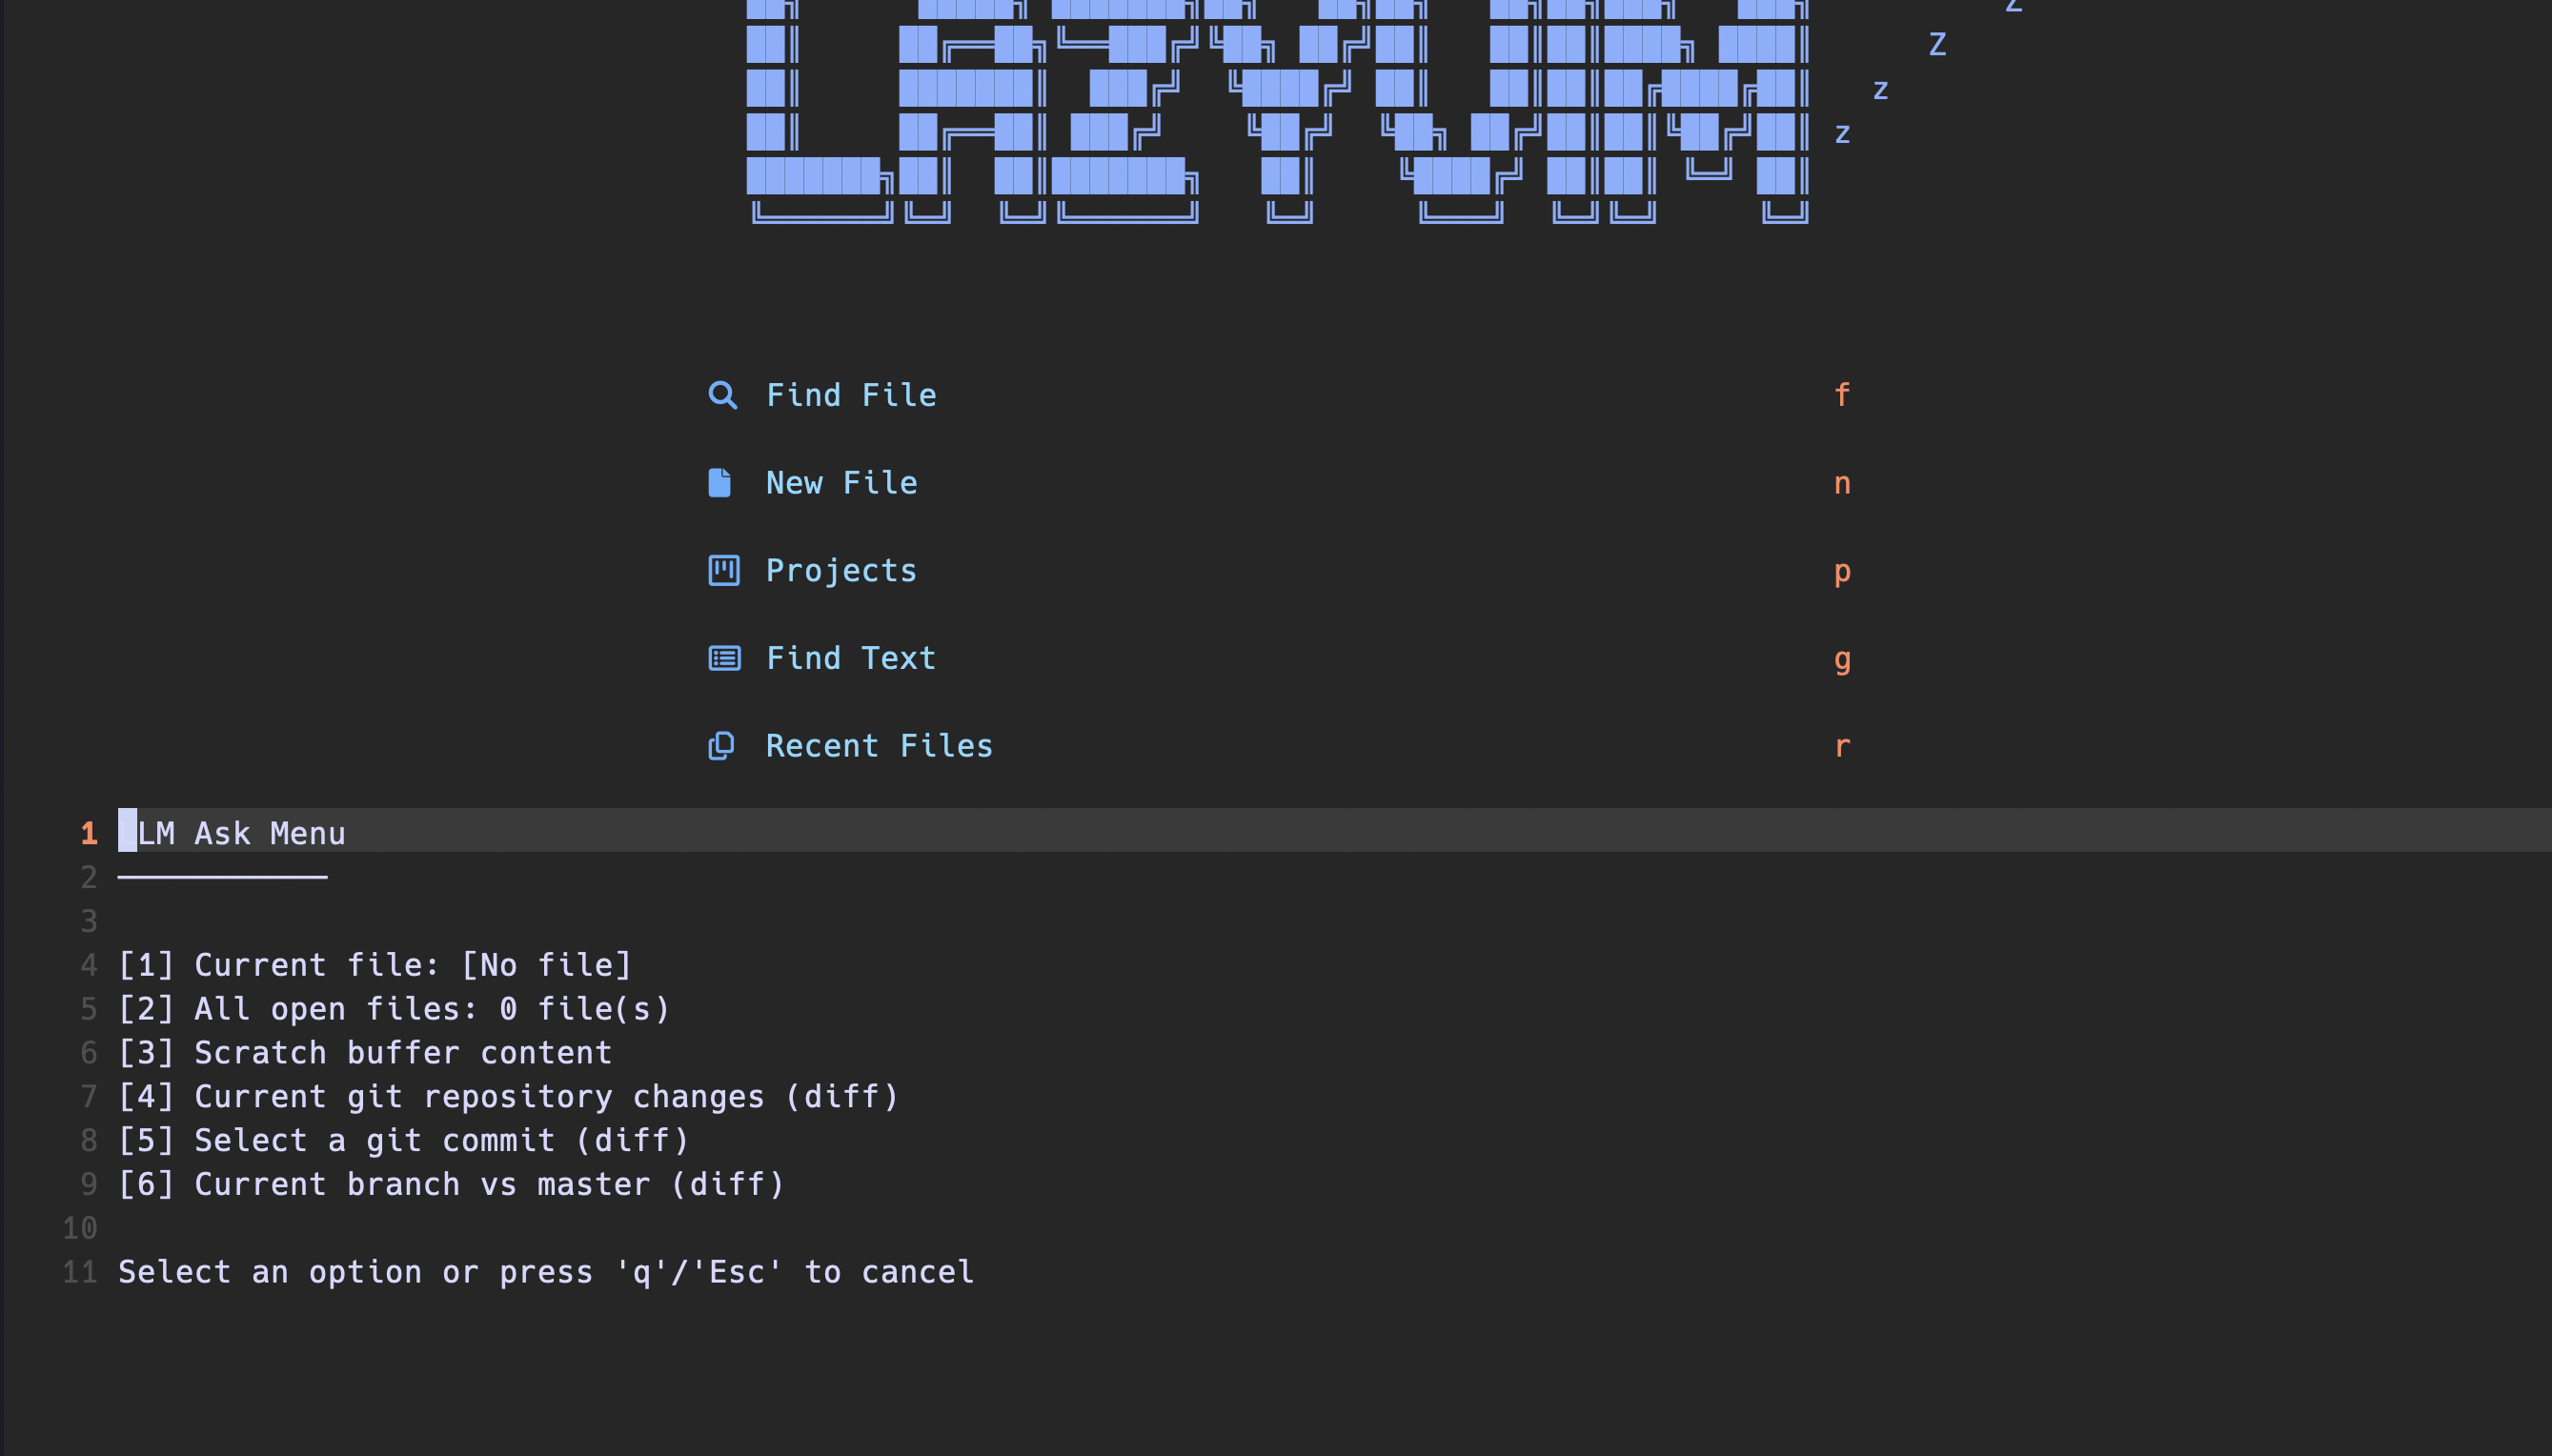 LAZYVIM
Z
Z
z
z
Find File f
New File n
Projects p
Find Text g
Recent Files r
1 LLM Ask Menu
2 ───────────
3
4 [1] Current file: [No file]
5 [2] All open files: 0 file(s)
6 [3] Scratch buffer content
7 [4] Current git repository changes (diff)
8 [5] Select a git commit (diff)
9 [6] Current branch vs master (diff)
10
11 Select an option or press 'q'/'Esc' to cancel